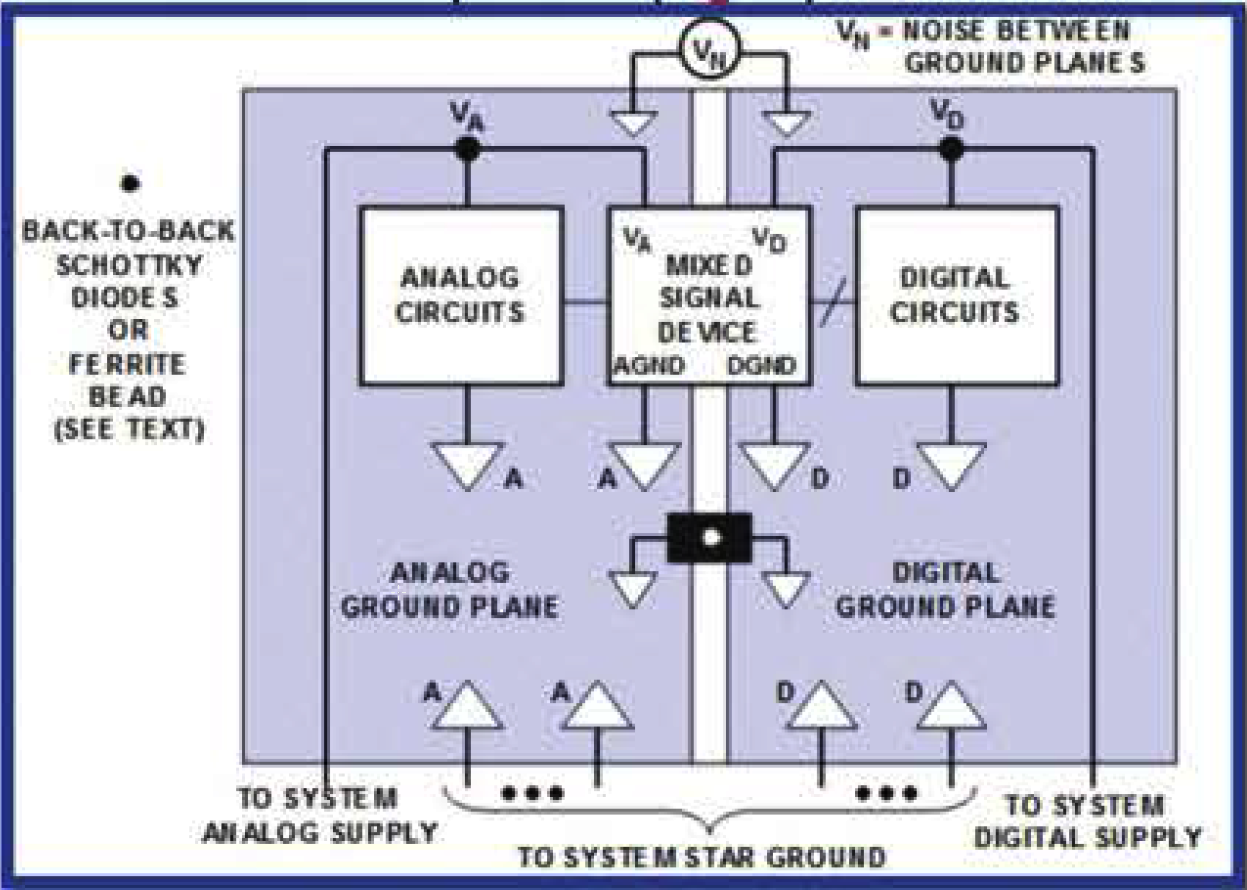 V_N = NOISE BETWEEN
GROUND PLANES
V_N
V_A
V_D
•
BACK-TO-BACK
SCHOTTKY
DIODES
OR
FERRITE
BEAD
(SEE TEXT)
ANALOG
CIRCUITS
V_A V_D
MIXED
SIGNAL
DEVICE
AGND DGND
DIGITAL
CIRCUITS
A
A
D
D
ANALOG
GROUND PLANE
DIGITAL
GROUND PLANE
A
A
D
D
TO SYSTEM
ANALOG SUPPLY
•••
•••
TO SYSTEM STAR GROUND
TO SYSTEM
DIGITAL SUPPLY